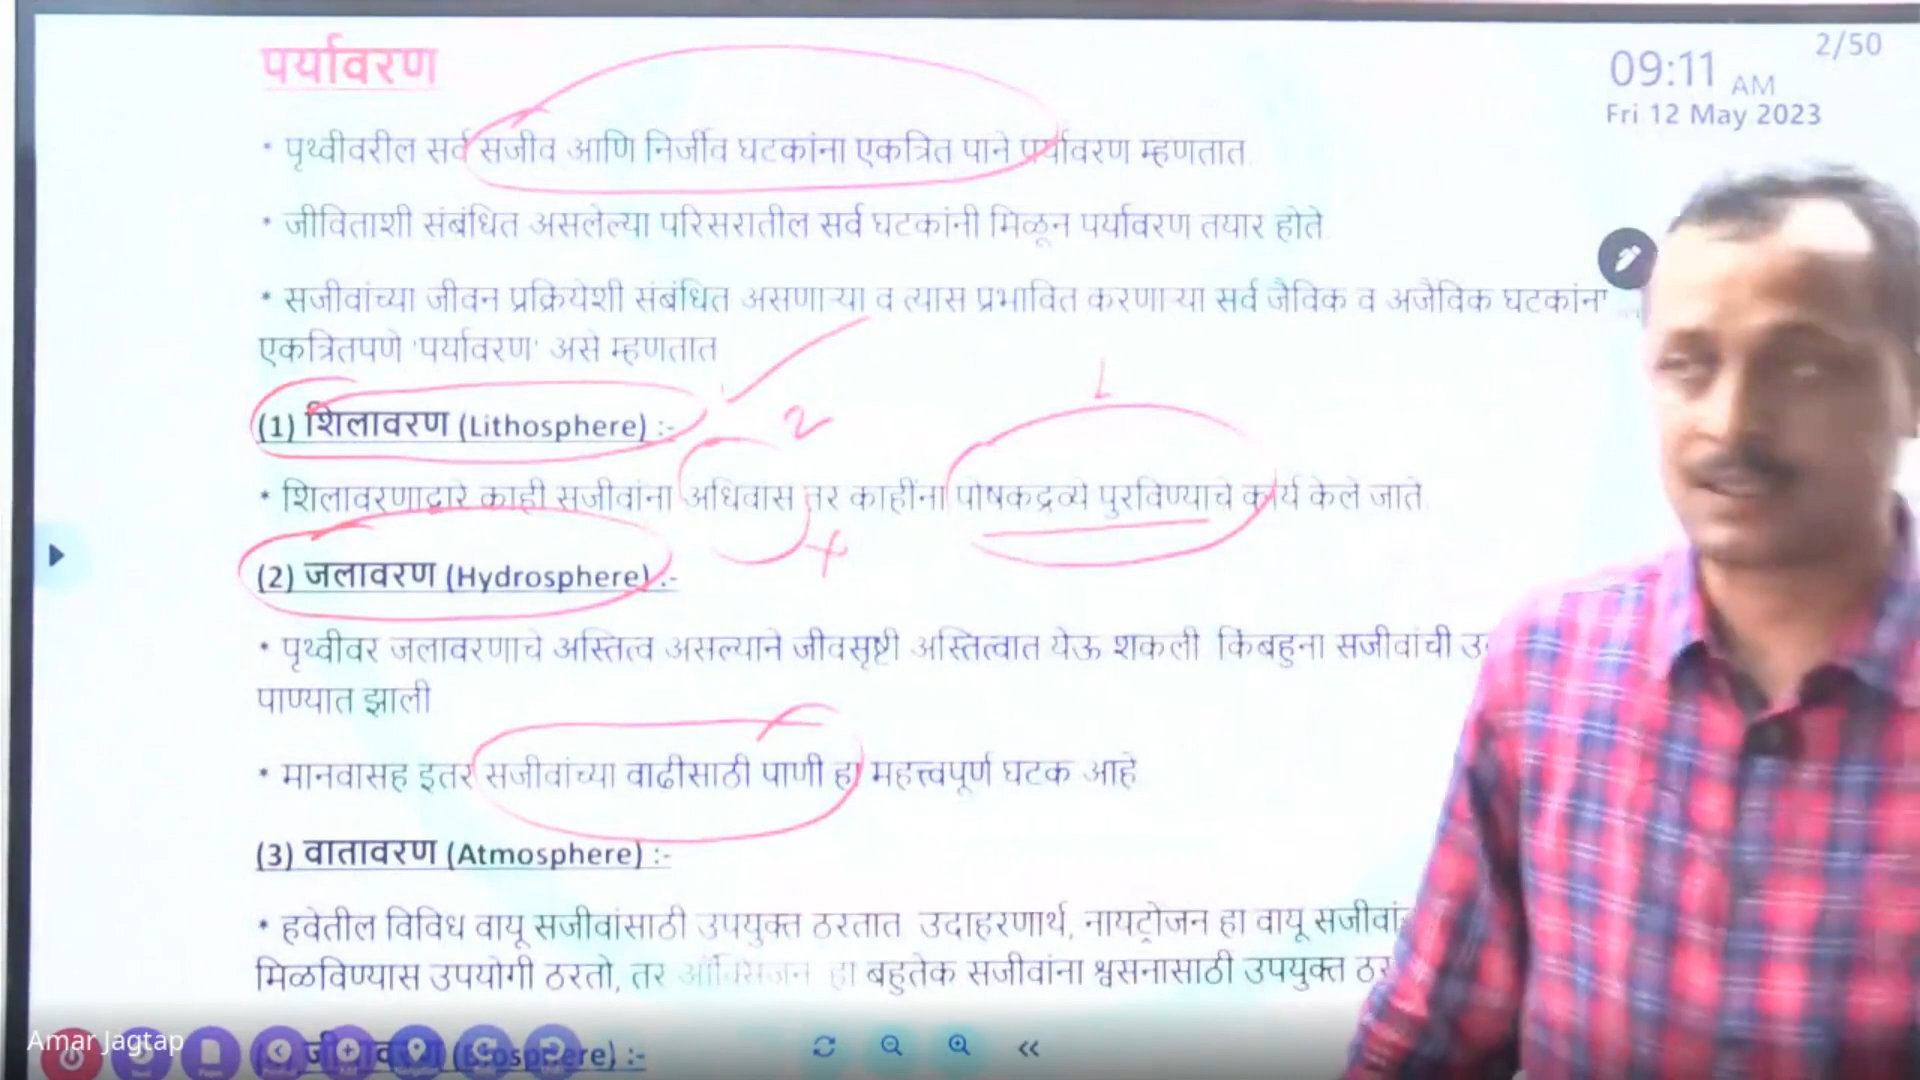 पर्यावरण
2/50
09:11 AM
Fri 12 May 2023
* पृथ्वीवरील सर्व सजीव आणि निर्जीव घटकांना एकत्रित पाने पर्यावरण म्हणतात.
* जीविताशी संबंधित असलेल्या परिसरातील सर्व घटकांनी मिळून पर्यावरण तयार होते
* सजीवांच्या जीवन प्रक्रियेशी संबंधित असणाऱ्या व त्यास प्रभावित करणाऱ्या सर्व जैविक व अजैविक घटकांना
एकत्रितपणे 'पर्यावरण' असे म्हणतात
(1) शिलावरण (Lithosphere) :-
2
1
* शिलावरणाद्वारे काही सजीवांना अधिवास तर काहींना पोषकद्रव्ये पुरविण्याचे कार्य केले जाते
(2) जलावरण (Hydrosphere) :-
* पृथ्वीवर जलावरणाचे अस्तित्व असल्याने जीवसृष्टी अस्तित्वात येऊ शकली किंबहुना सजीवांची
पाण्यात झाली
* मानवासह इतर सजीवांच्या वाढीसाठी पाणी हा महत्त्वपूर्ण घटक आहे
(3) वातावरण (Atmosphere) :-
* हवेतील विविध वायू सजीवांसाठी उपयुक्त ठरतात उदाहरणार्थ, नायट्रोजन हा वायू
मिळविण्यास उपयोगी ठरतो, तर ऑक्सिजन हा बहुतेक सजीवांना श्वसनासाठी उपयुक्त
(Biosphere) :-
Amar Jagtap